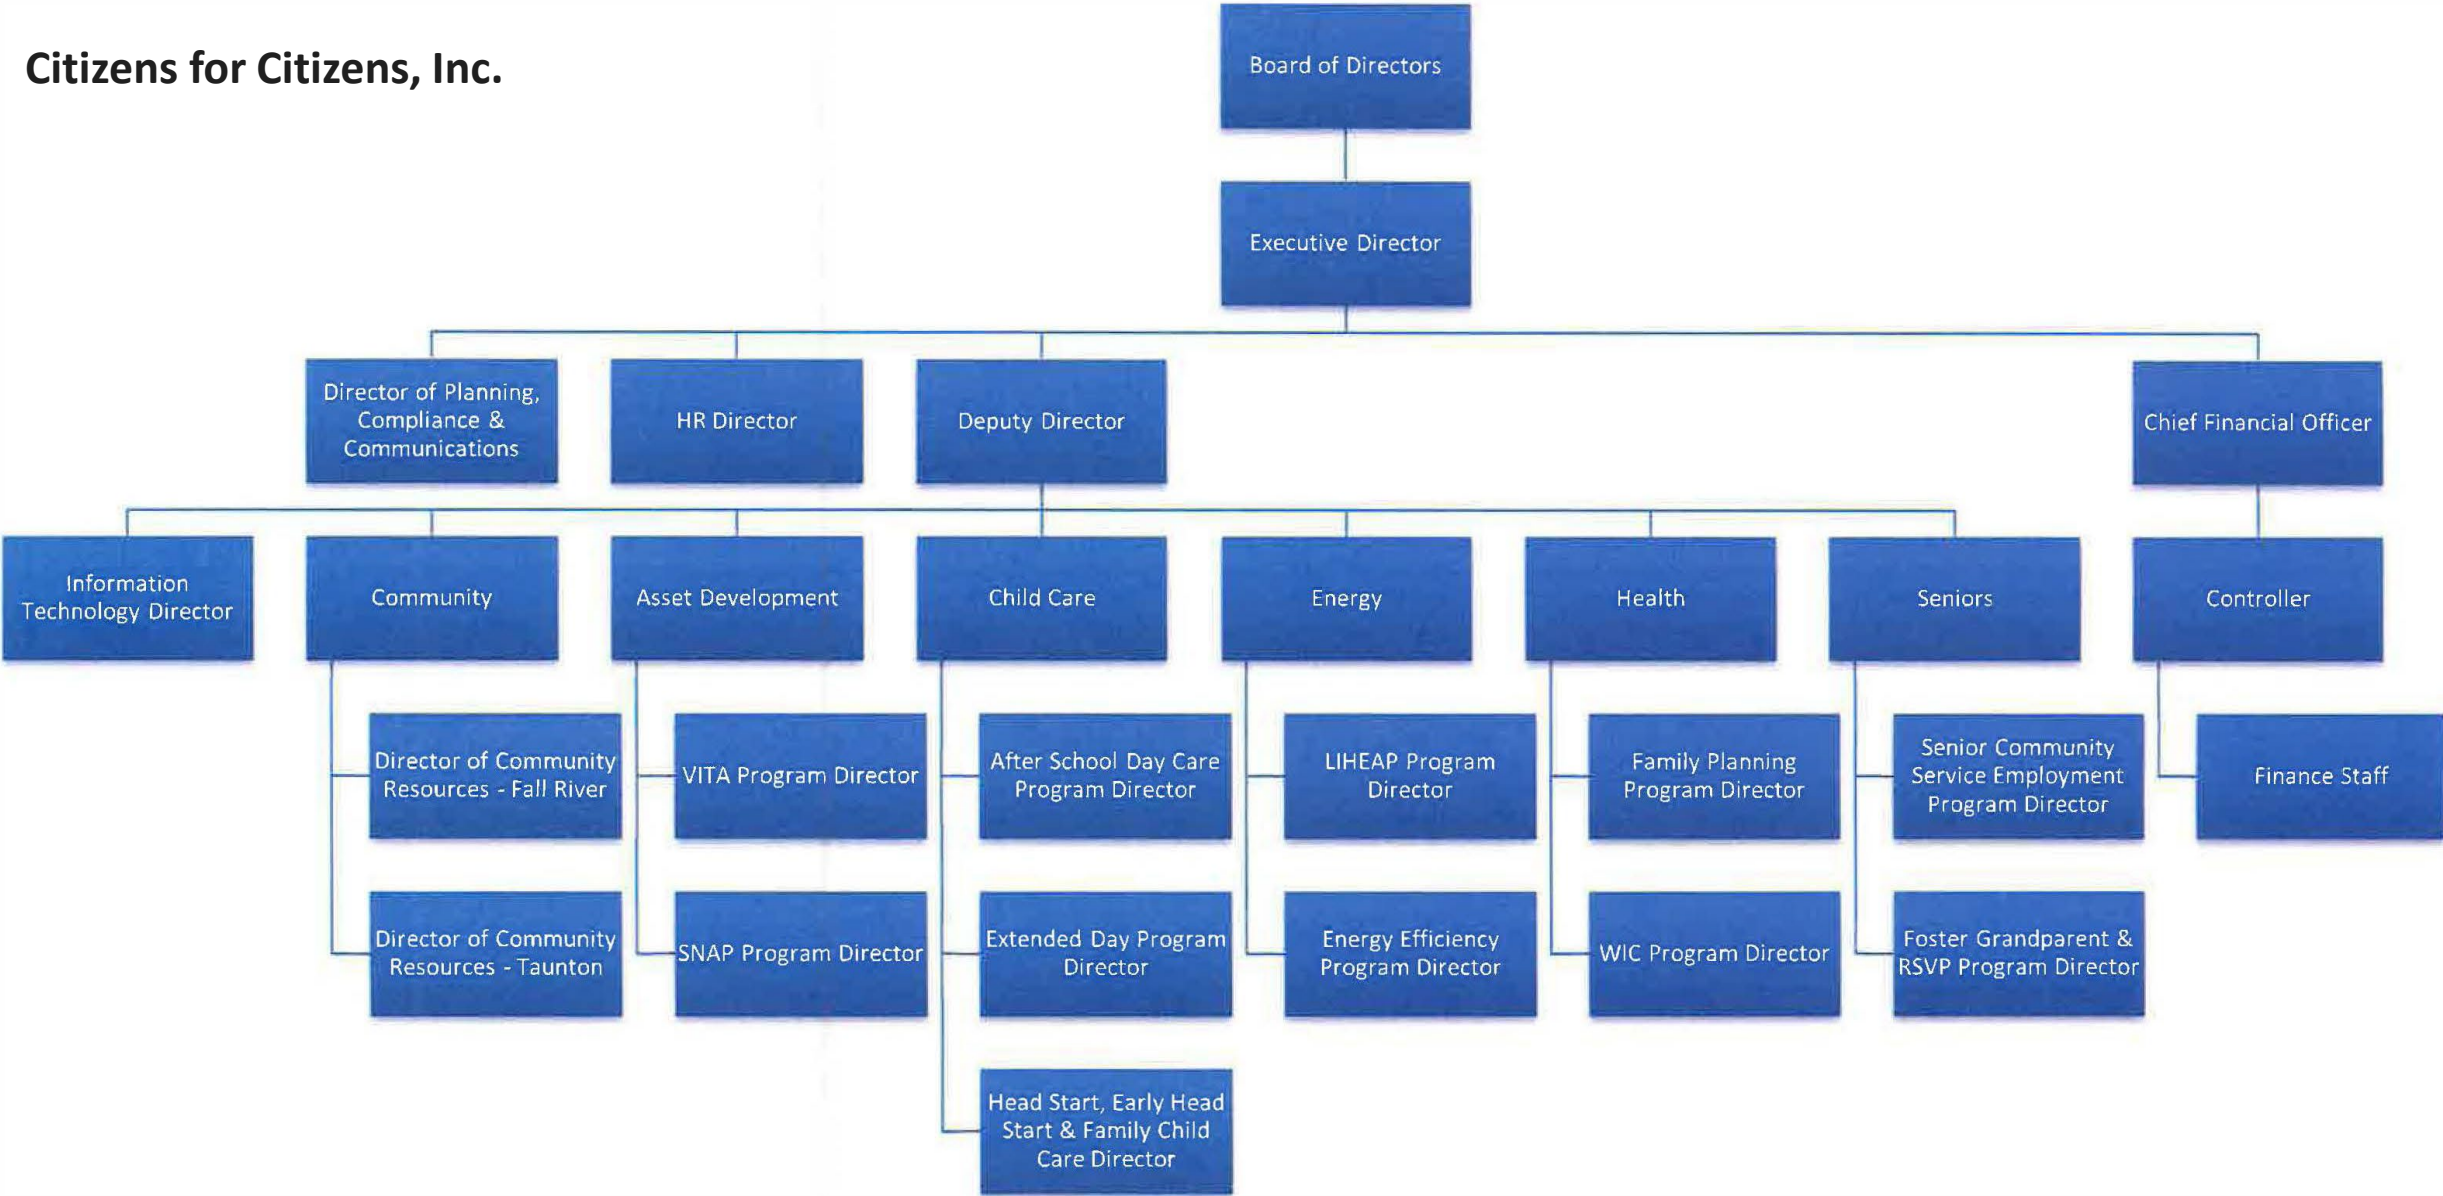 Citizens for Citizens, Inc.
Board of Directors
Executive Director
Director of Planning,
Compliance &
Communications
HR Director
Deputy Director
Chief Financial Officer
Information
Technology Director
Community
Asset Development
Child Care
Energy
Health
Seniors
Controller
Director of Community
Resources - Fall River
VITA Program Director
After School Day Care
Program Director
LIHEAP Program
Director
Family Planning
Program Director
Senior Community
Service Employment
Program Director
Finance Staff
Director of Community
Resources - Taunton
SNAP Program Director
Extended Day Program
Director
Energy Efficiency
Program Director
WIC Program Director
Foster Grandparent &
RSVP Program Director
Head Start, Early Head
Start & Family Child
Care Director